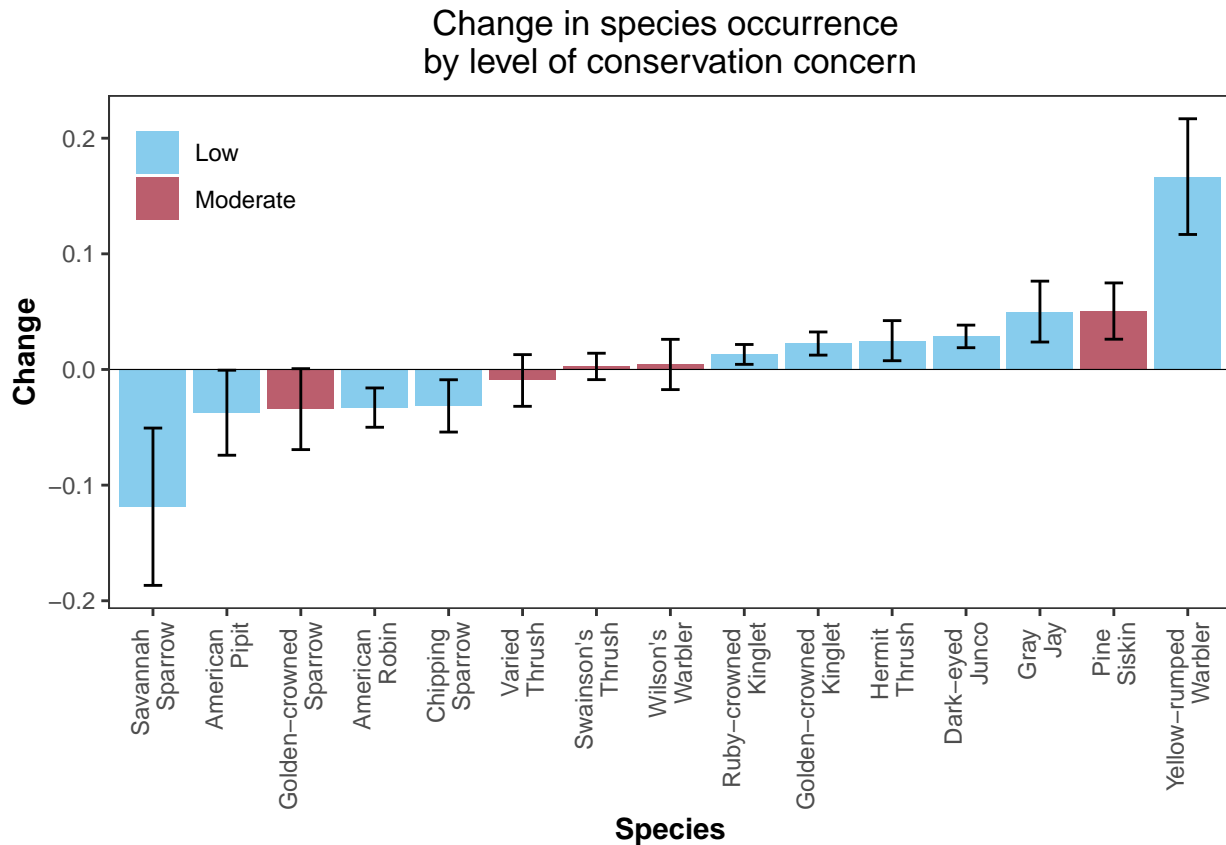 Change in species occurrence
by level of conservation concern
Low
Moderate
Change
0.2
0.1
0.0
−0.1
−0.2
Savannah
Sparrow
American
Pipit
Golden−crowned
Sparrow
American
Robin
Chipping
Sparrow
Varied
Thrush
Swainson's
Thrush
Wilson's
Warbler
Ruby−crowned
Kinglet
Golden−crowned
Kinglet
Hermit
Thrush
Dark−eyed
Junco
Gray
Jay
Pine
Siskin
Yellow−rumped
Warbler
Species